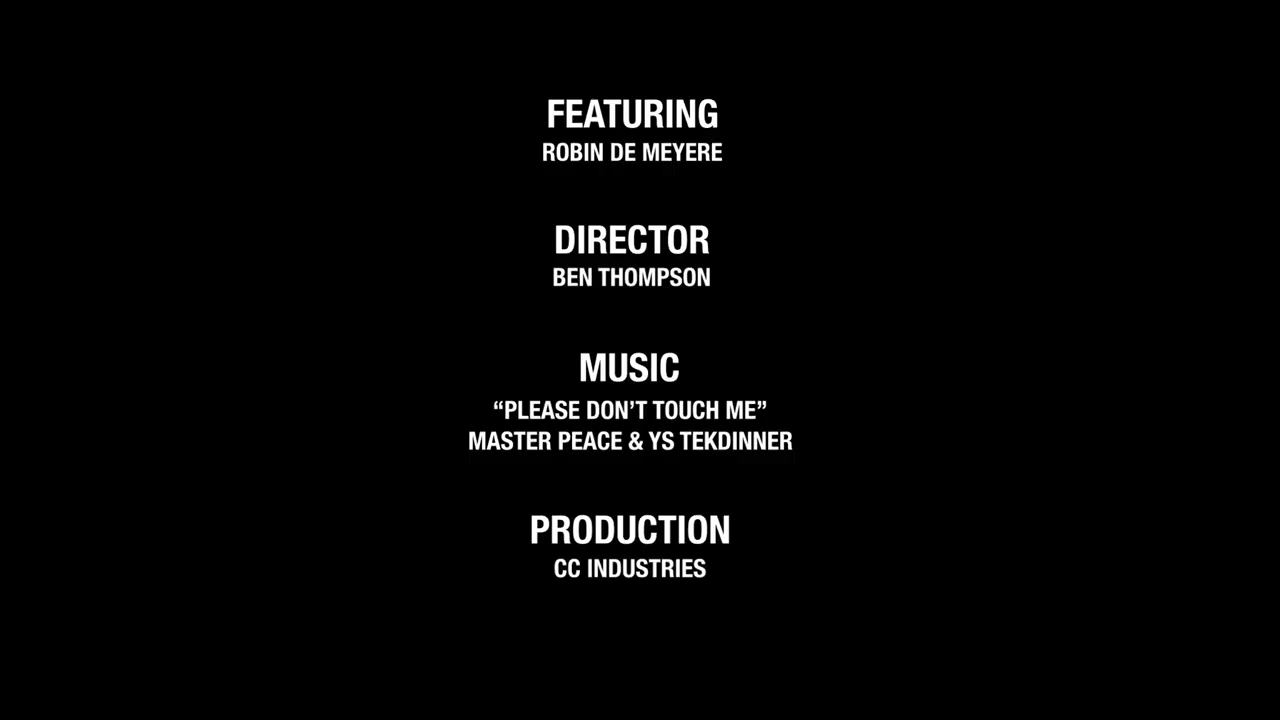 FEATURING
ROBIN DE MEYERE
DIRECTOR
BEN THOMPSON
MUSIC
“PLEASE DON’T TOUCH ME”
MASTER PEACE & YS TEKDINNER
PRODUCTION
CC INDUSTRIES